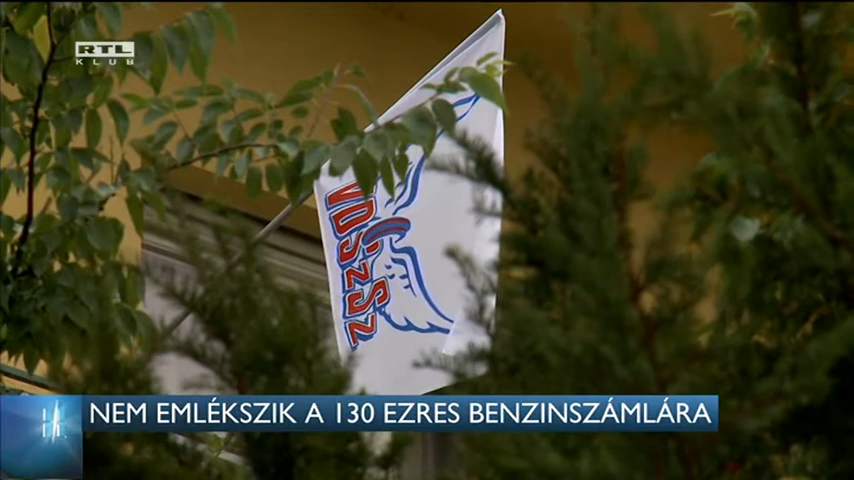 RTL
KLUB
VDSzSz
NEM EMLÉKSZIK A 130 EZRES BENZINSZÁMLÁRA